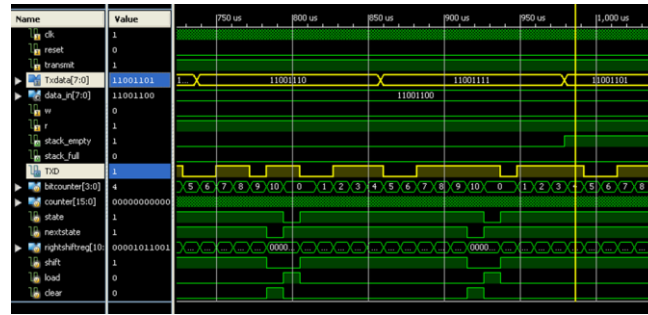 Name Value 750 us 800 us 850 us 900 us 950 us 1,000 us
clk 1
reset 0
transmit 1
Txdata[7:0] 11001101 1... 11001110 11001111 11001101
data_in[7:0] 11001100 11001100
w 0
r 1
stack_empty 1
stack_full 0
TXD 1
bitcounter[3:0] 4 5 6 7 8 9 10 0 1 2 3 4 5 6 7 8 9 10 0 1 2 3 4 5 6 7 8
counter[15:0] 00000000000
state 1
nextstate 1
rightshiftreg[10: 00001011001 ... ... ... ... ... 0000... ... ... ... ... ... ... ... ... ... 0000... ... ... ... ... ... ... ... ...
shift 1
load 0
clear 0